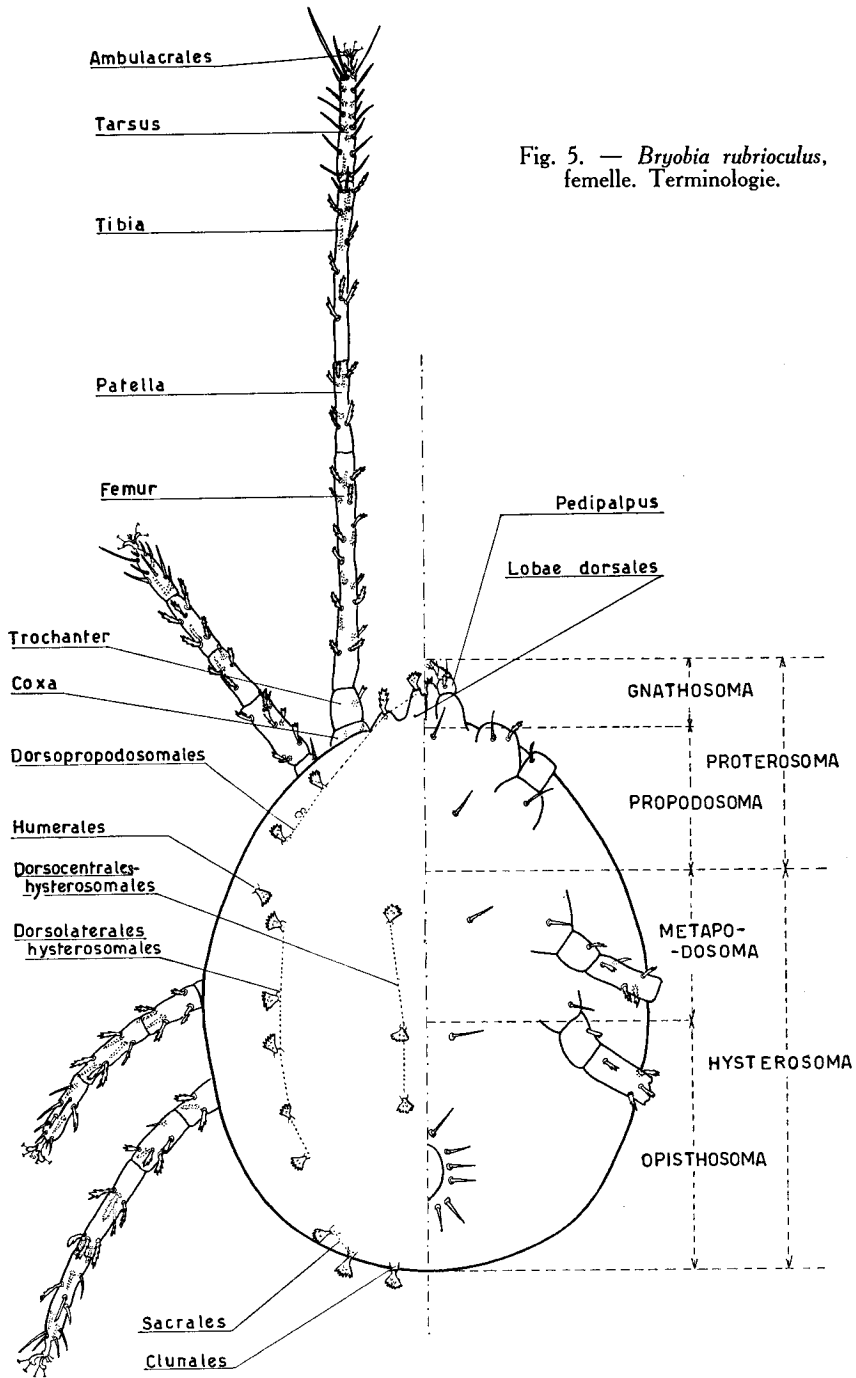 Ambulacrales
Tarsus
Tibia
Patella
Femur
Trochanter
Coxa
Dorsopropodosomales
Humerales
Dorsocentrales-
hysterosomales
Dorsolaterales
hysterosomales
Sacrales
Clunales
Fig. 5. — Bryobia rubrioculus,
femelle. Terminologie.
Pedipalpus
Lobae dorsales
GNATHOSOMA
PROTEROSOMA
PROPODOSOMA
METAPO-
-DOSOMA
HYSTEROSOMA
OPISTHOSOMA